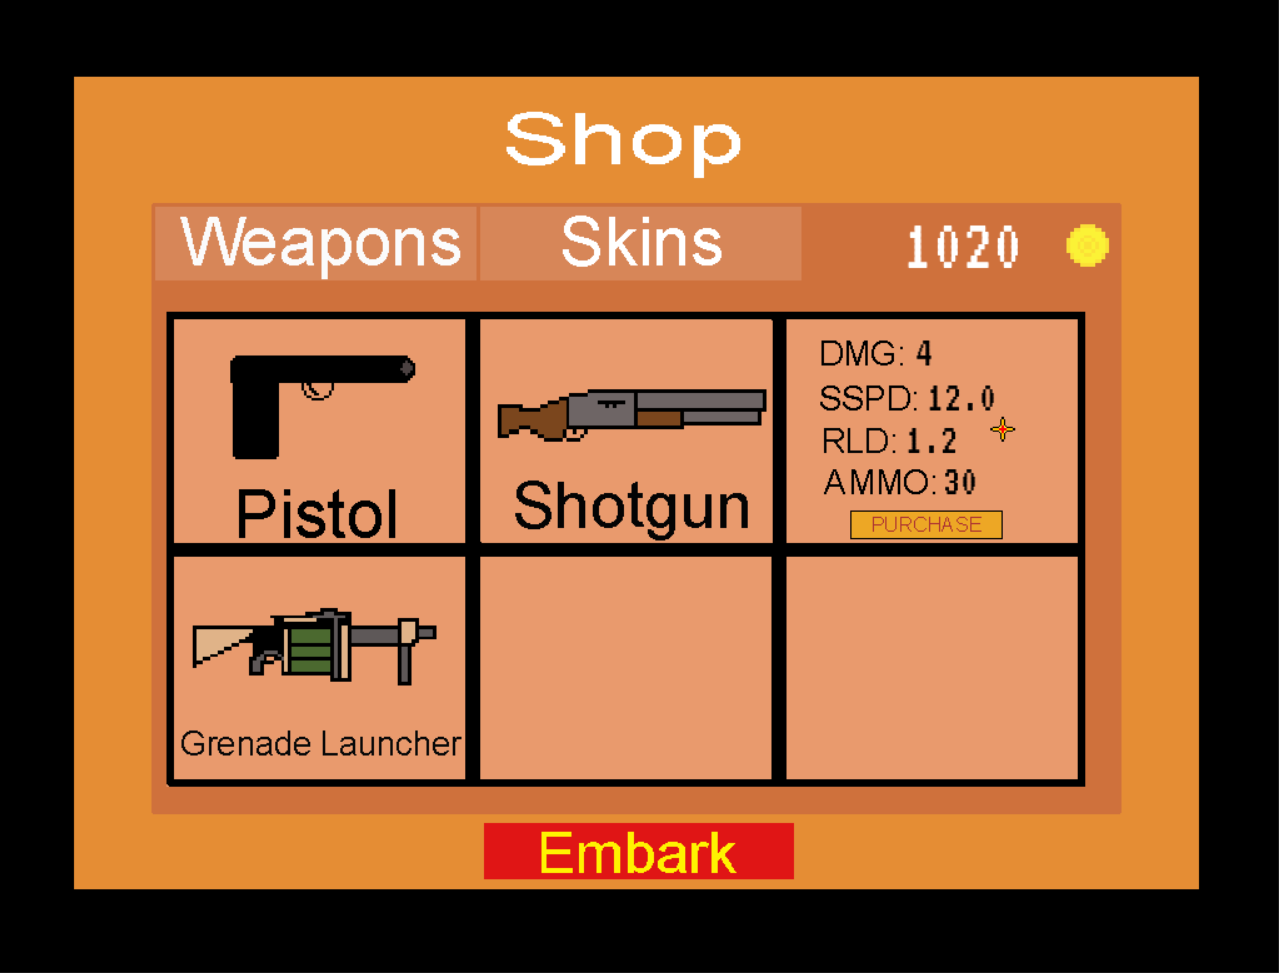 Shop
Weapons Skins 1020
DMG: 4
SSPD: 12.0
RLD: 1.2
AMMO: 30
PURCHASE
Pistol Shotgun
Grenade Launcher
Embark